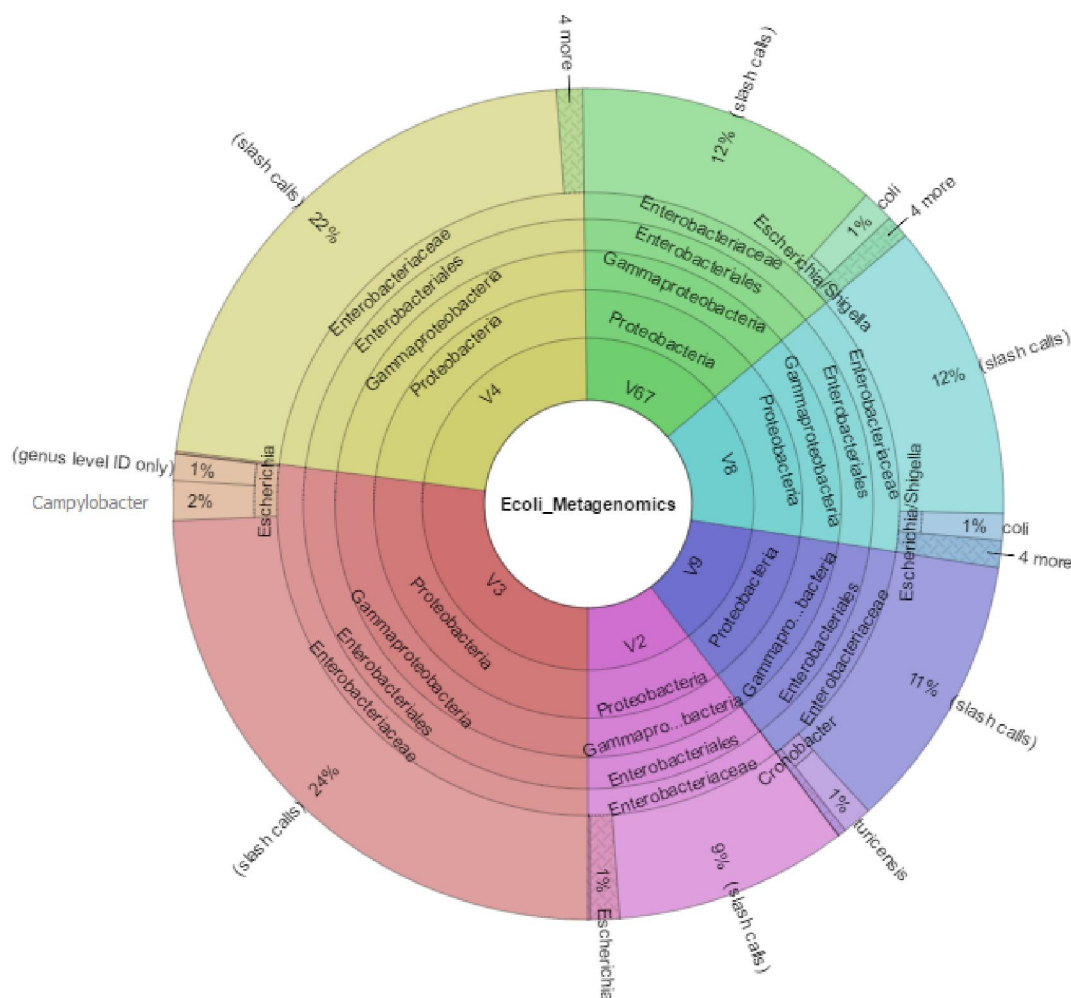 Ecoli_Metagenomics
V67
Proteobacteria
Gammaproteobacteria
Enterobacteriales
Enterobacteriaceae
Escherichia/Shigella
12%
(slash calls)
1%
coli
4 more
V8
Proteobacteria
Gammaproteobacteria
Enterobacteriales
Enterobacteriaceae
Escherichia/Shigella
12%
(slash calls)
1%
coli
4 more
V9
Proteobacteria
Gammapro...bacteria
Enterobacteriales
Enterobacteriaceae
11%
(slash calls)
Cronobacter
1%
turicensis
V2
Proteobacteria
Gammapro...bacteria
Enterobacteriales
Enterobacteriaceae
9%
(slash calls)
1%
Escherichia
V3
Proteobacteria
Gammaproteobacteria
Enterobacteriales
Enterobacteriaceae
24%
(slash calls)
Escherichia
2%
Campylobacter
1%
(genus level ID only)
V4
Proteobacteria
Gammaproteobacteria
Enterobacteriales
Enterobacteriaceae
22%
(slash calls)
4 more